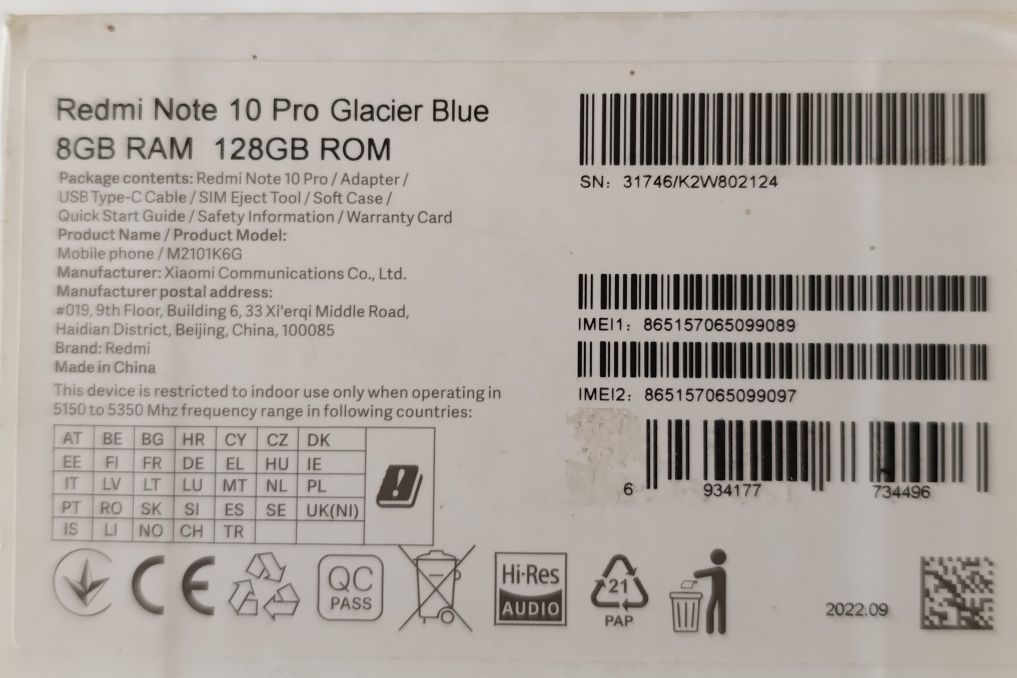 Redmi Note 10 Pro Glacier Blue
8GB RAM 128GB ROM
Package contents: Redmi Note 10 Pro / Adapter /
USB Type-C Cable / SIM Eject Tool / Soft Case /
Quick Start Guide / Safety Information / Warranty Card
Product Name / Product Model:
Mobile phone / M2101K6G
Manufacturer: Xiaomi Communications Co., Ltd.
Manufacturer postal address:
#019, 9th Floor, Building 6, 33 Xi'erqi Middle Road,
Haidian District, Beijing, China, 100085
Brand: Redmi
Made in China
This device is restricted to indoor use only when operating in
5150 to 5350 Mhz frequency range in following countries:
AT BE BG HR CY CZ DK
EE FI FR DE EL HU IE
IT LV LT LU MT NL PL
PT RO SK SI ES SE UK(NI)
IS LI NO CH TR
SN: 31746/K2W802124
IMEI1: 865157065099089
IMEI2: 865157065099097
6 934177 734496
CE
QC
PASS
Hi-Res
AUDIO
21
PAP
2022.09